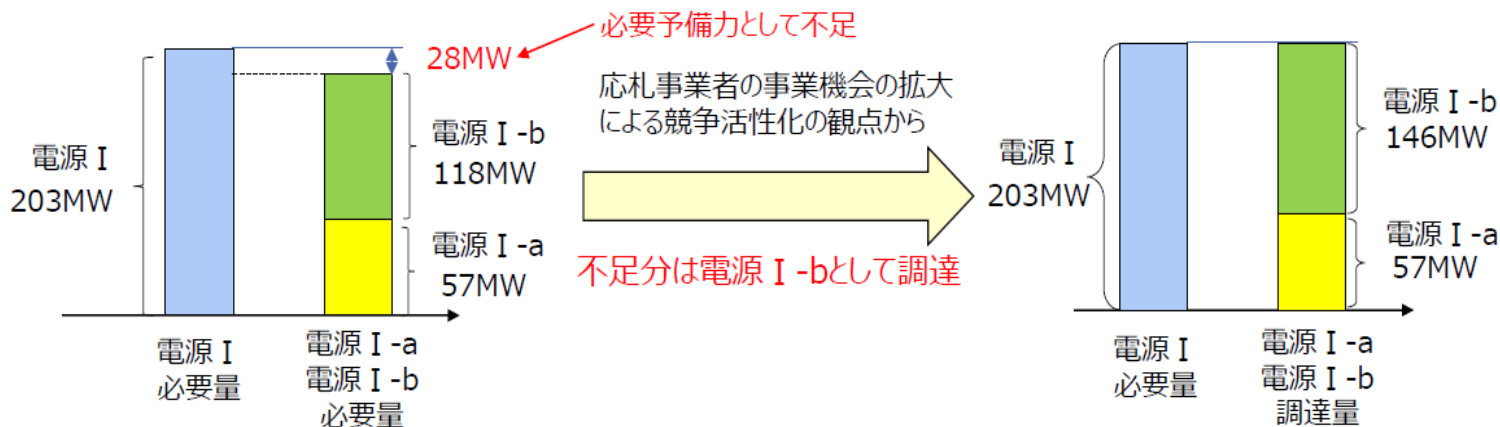 必要予備力として不足
28MW
電源Ⅰ
203MW
電源Ⅰ-b
118MW
電源Ⅰ-a
57MW
電源Ⅰ
必要量
電源Ⅰ-a
電源Ⅰ-b
必要量
応札事業者の事業機会の拡大
による競争活性化の観点から
不足分は電源Ⅰ-bとして調達
電源Ⅰ
203MW
電源Ⅰ-b
146MW
電源Ⅰ-a
57MW
電源Ⅰ
必要量
電源Ⅰ-a
電源Ⅰ-b
調達量